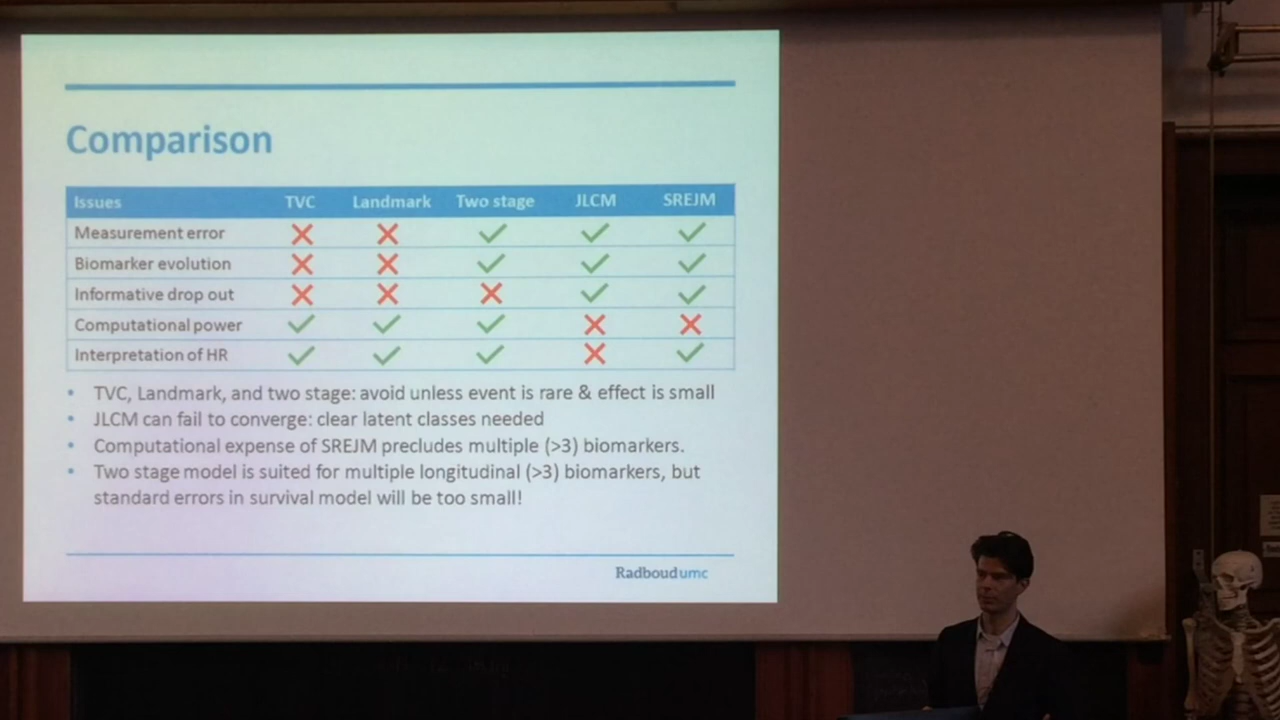 Comparison
Issues TVC Landmark Two stage JLCM SREJM
Measurement error ✗ ✗ ✓ ✓ ✓
Biomarker evolution ✗ ✗ ✓ ✓ ✓
Informative drop out ✗ ✗ ✗ ✓ ✓
Computational power ✓ ✓ ✓ ✗ ✗
Interpretation of HR ✓ ✓ ✓ ✗ ✓
• TVC, Landmark, and two stage: avoid unless event is rare & effect is small
• JLCM can fail to converge: clear latent classes needed
• Computational expense of SREJM precludes multiple (>3) biomarkers.
• Two stage model is suited for multiple longitudinal (>3) biomarkers, but
standard errors in survival model will be too small!
Radboudumc